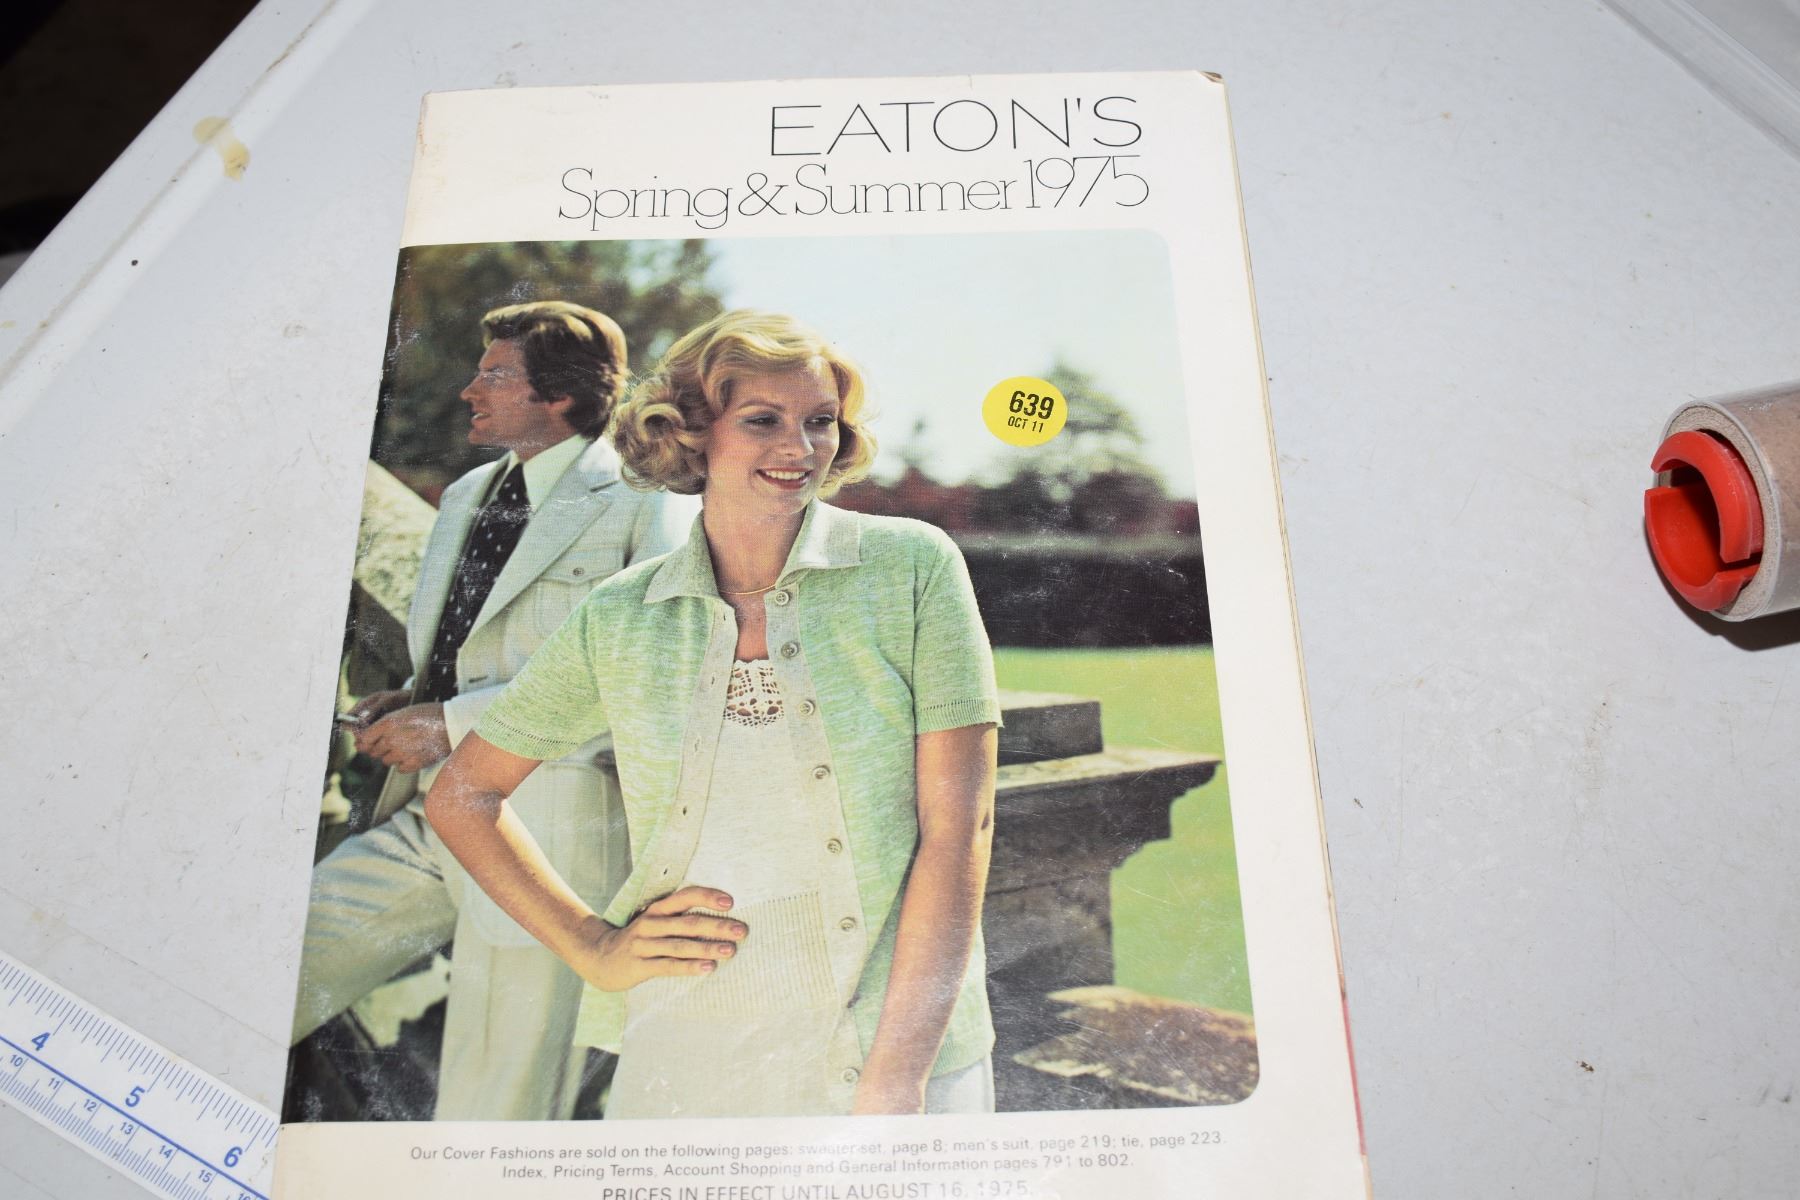 EATON'S
Spring & Summer 1975
639
OCT 11
Our Cover Fashions are sold on the following pages: sweater-set, page 8; men's suit, page 219; tie, page 223.
Index, Pricing Terms, Account Shopping and General Information pages 791 to 802.
PRICES IN EFFECT UNTIL AUGUST 16, 1975.
4 5 6
10 11 12 13 14 15 16